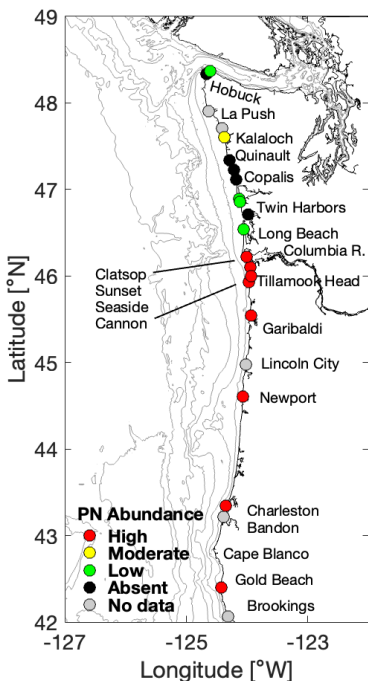 49
48
47
46
45
44
43
42
Latitude [°N]
Hobuck
La Push
Kalaloch
Quinault
Copalis
Twin Harbors
Long Beach
Columbia R.
Clatsop
Sunset
Seaside
Cannon
Tillamook Head
Garibaldi
Lincoln City
Newport
Charleston
Bandon
Cape Blanco
Gold Beach
Brookings
PN Abundance
High
Moderate
Low
Absent
No data
-127
-125
-123
Longitude [°W]